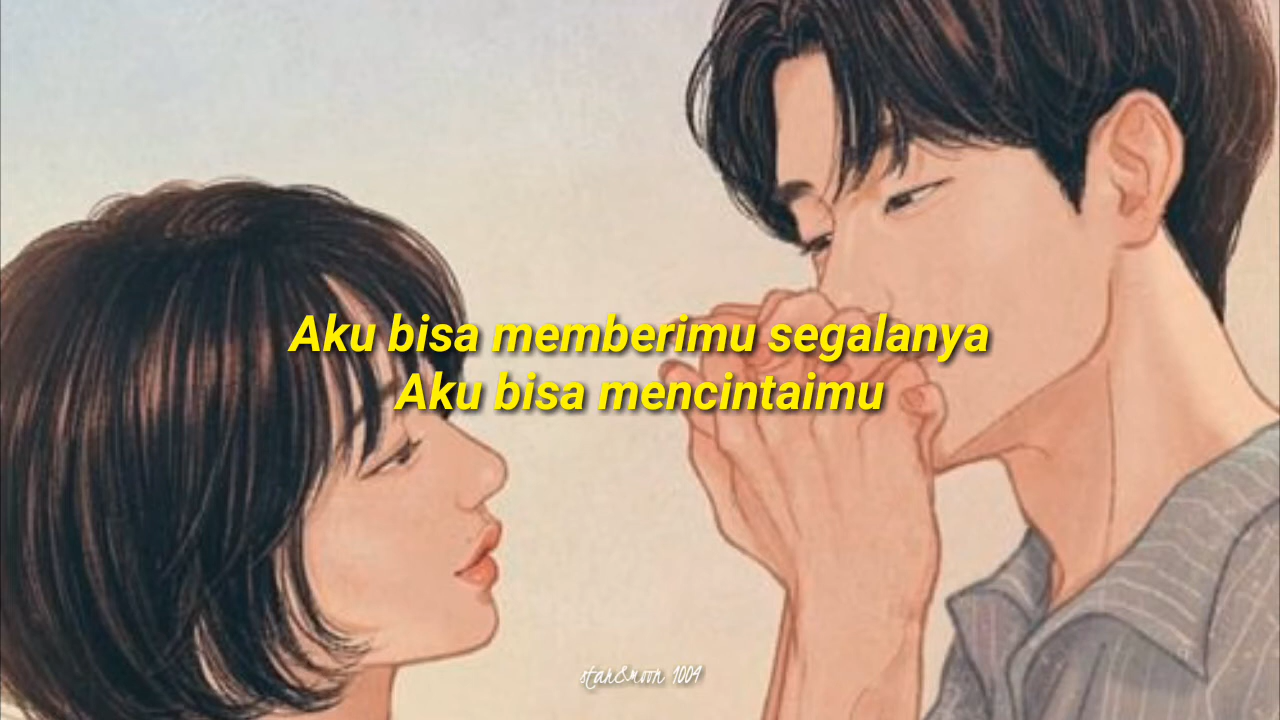 Aku bisa memberimu segalanya
Aku bisa mencintaimu
star&moon 1004